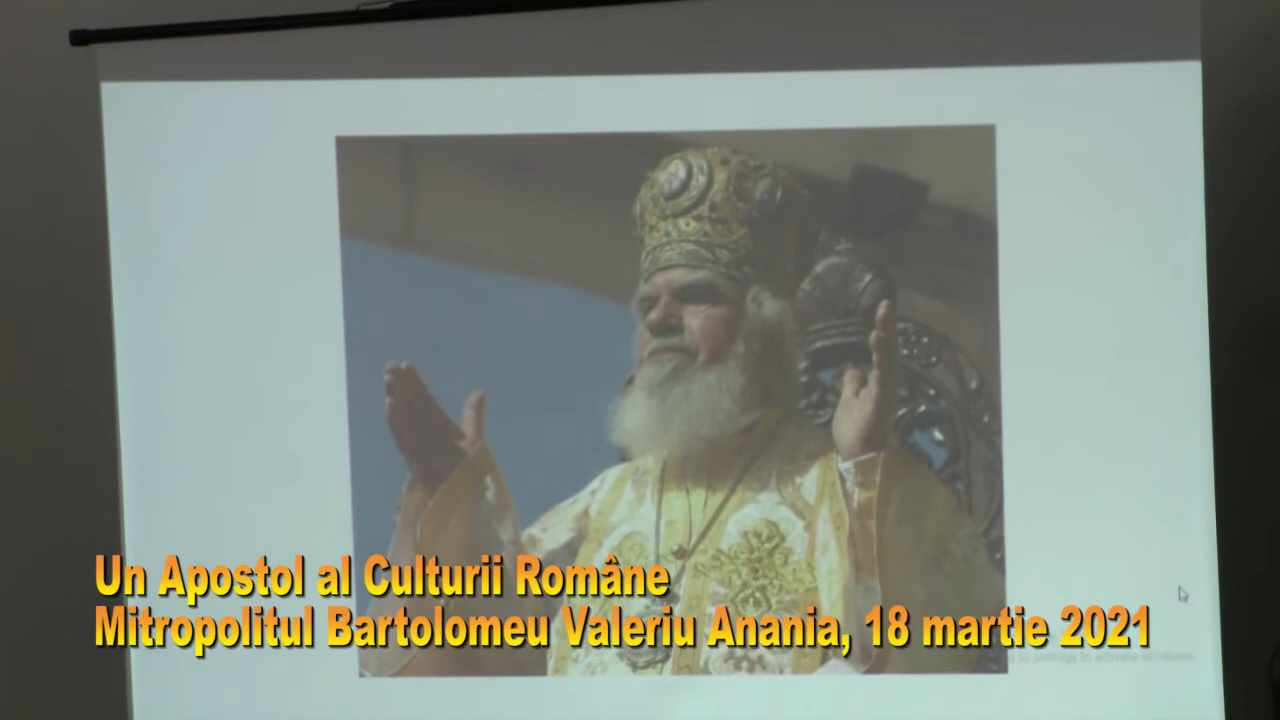 Un Apostol al Culturii Române
Mitropolitul Bartolomeu Valeriu Anania, 18 martie 2021